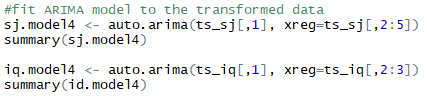 #fit ARIMA model to the transformed data
sj.model4 <- auto.arima(ts_sj[,1], xreg=ts_sj[,2:5])
summary(sj.model4)
iq.model4 <- auto.arima(ts_iq[,1], xreg=ts_iq[,2:3])
summary(id.model4)